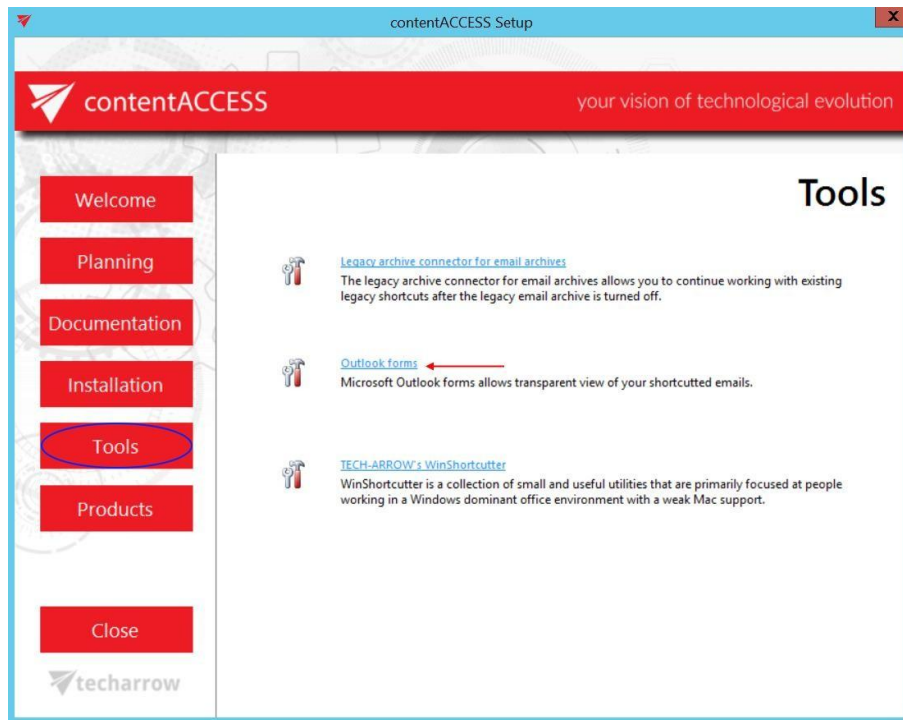 contentACCESS Setup
X
contentACCESS
your vision of technological evolution
Welcome
Planning
Documentation
Installation
Tools
Products
Close
techarrow
Tools
Legacy archive connector for email archives
The legacy archive connector for email archives allows you to continue working with existing
legacy shortcuts after the legacy email archive is turned off.
Outlook forms
Microsoft Outlook forms allows transparent view of your shortcutted emails.
TECH-ARROW's WinShortcutter
WinShortcutter is a collection of small and useful utilities that are primarily focused at people
working in a Windows dominant office environment with a weak Mac support.